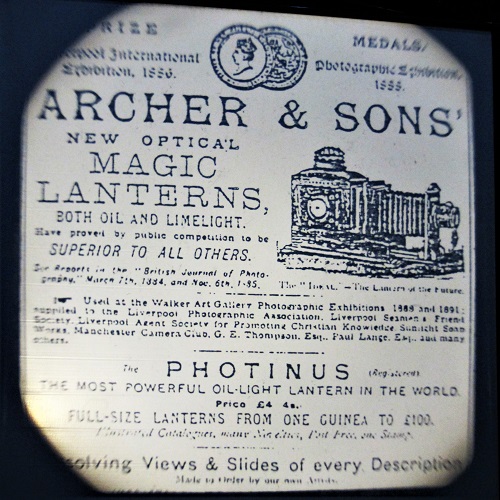 PRIZE MEDALS,
Liverpool International Exhibition, 1886.
Photographic Exhibition, 1888.
ARCHER & SONS'
NEW OPTICAL
MAGIC
LANTERNS,
BOTH OIL AND LIMELIGHT.
Have proved by public competition to be
SUPERIOR TO ALL OTHERS.
See Reports in the "British Journal of Photo-
graphy," March 7th, 1884, and Nov. 6th,
The "IDEAL."—The Lantern of the Future.
Used at the Walker Art Gallery Photographic Exhibitions 1888 and 1891;
supplied to the Liverpool Photographic Association, Liverpool Seamen's Friend
Society, Liverpool Agent Society for Promoting Christian Knowledge, Sunlight Soap
Works, Manchester Camera Club, G. E. Thompson, Esq., Paul Lange, Esq., and many
others.
The PHOTINUS (Registered).
THE MOST POWERFUL OIL-LIGHT LANTERN IN THE WORLD.
Price £4 4s.
FULL-SIZE LANTERNS FROM ONE GUINEA TO £100.
Illustrated Catalogues, many Novelties, Post Free, one Stamp.
solving Views & Slides of every Description
Made to Order by our own Artists.